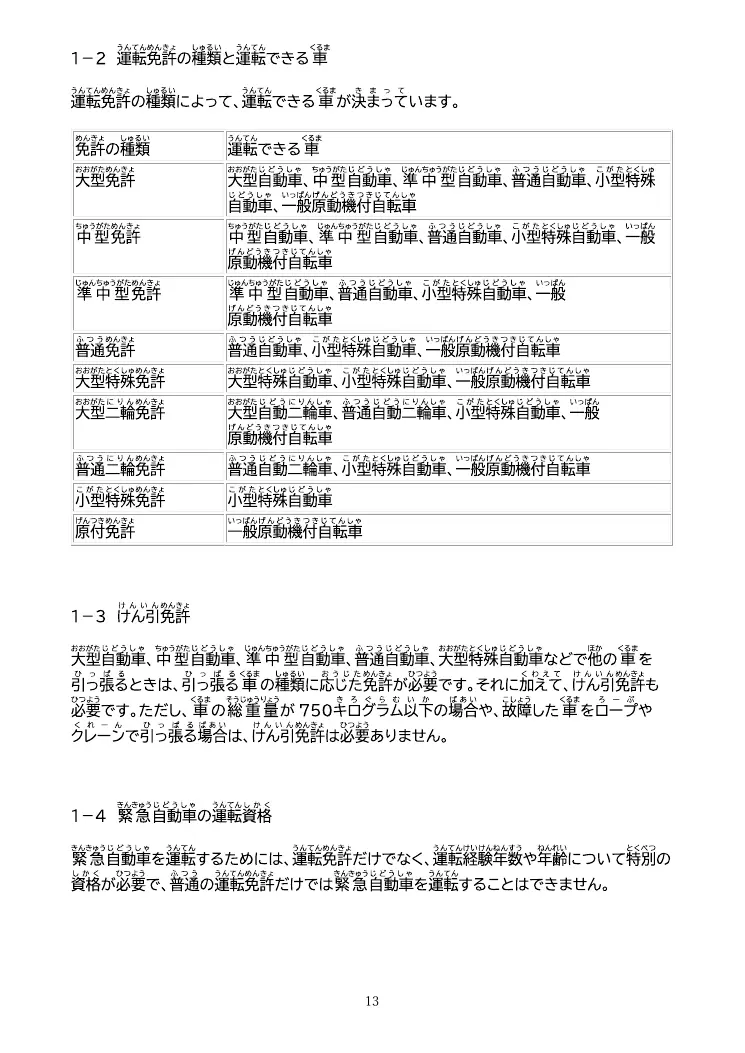 1－2 運転免許の種類と運転できる車
運転免許の種類によって、運転できる車が決まっています。
免許の種類 運転できる車
大型免許 大型自動車、中型自動車、準中型自動車、普通自動車、小型特殊
自動車、一般原動機付自転車
中型免許 中型自動車、準中型自動車、普通自動車、小型特殊自動車、一般
原動機付自転車
準中型免許 準中型自動車、普通自動車、小型特殊自動車、一般
原動機付自転車
普通免許 普通自動車、小型特殊自動車、一般原動機付自転車
大型特殊免許 大型特殊自動車、小型特殊自動車、一般原動機付自転車
大型二輪免許 大型自動二輪車、普通自動二輪車、小型特殊自動車、一般
原動機付自転車
普通二輪免許 普通自動二輪車、小型特殊自動車、一般原動機付自転車
小型特殊免許 小型特殊自動車
原付免許 一般原動機付自転車
1－3 けん引免許
大型自動車、中型自動車、準中型自動車、普通自動車、大型特殊自動車などで他の車を
引っ張るときは、引っ張る車の種類に応じた免許が必要です。それに加えて、けん引免許も
必要です。ただし、車の総重量が750キログラム以下の場合や、故障した車をロープや
クレーンで引っ張る場合は、けん引免許は必要ありません。
1－4 緊急自動車の運転資格
緊急自動車を運転するためには、運転免許だけでなく、運転経験年数や年齢について特別の
資格が必要で、普通の運転免許だけでは緊急自動車を運転することはできません。
13